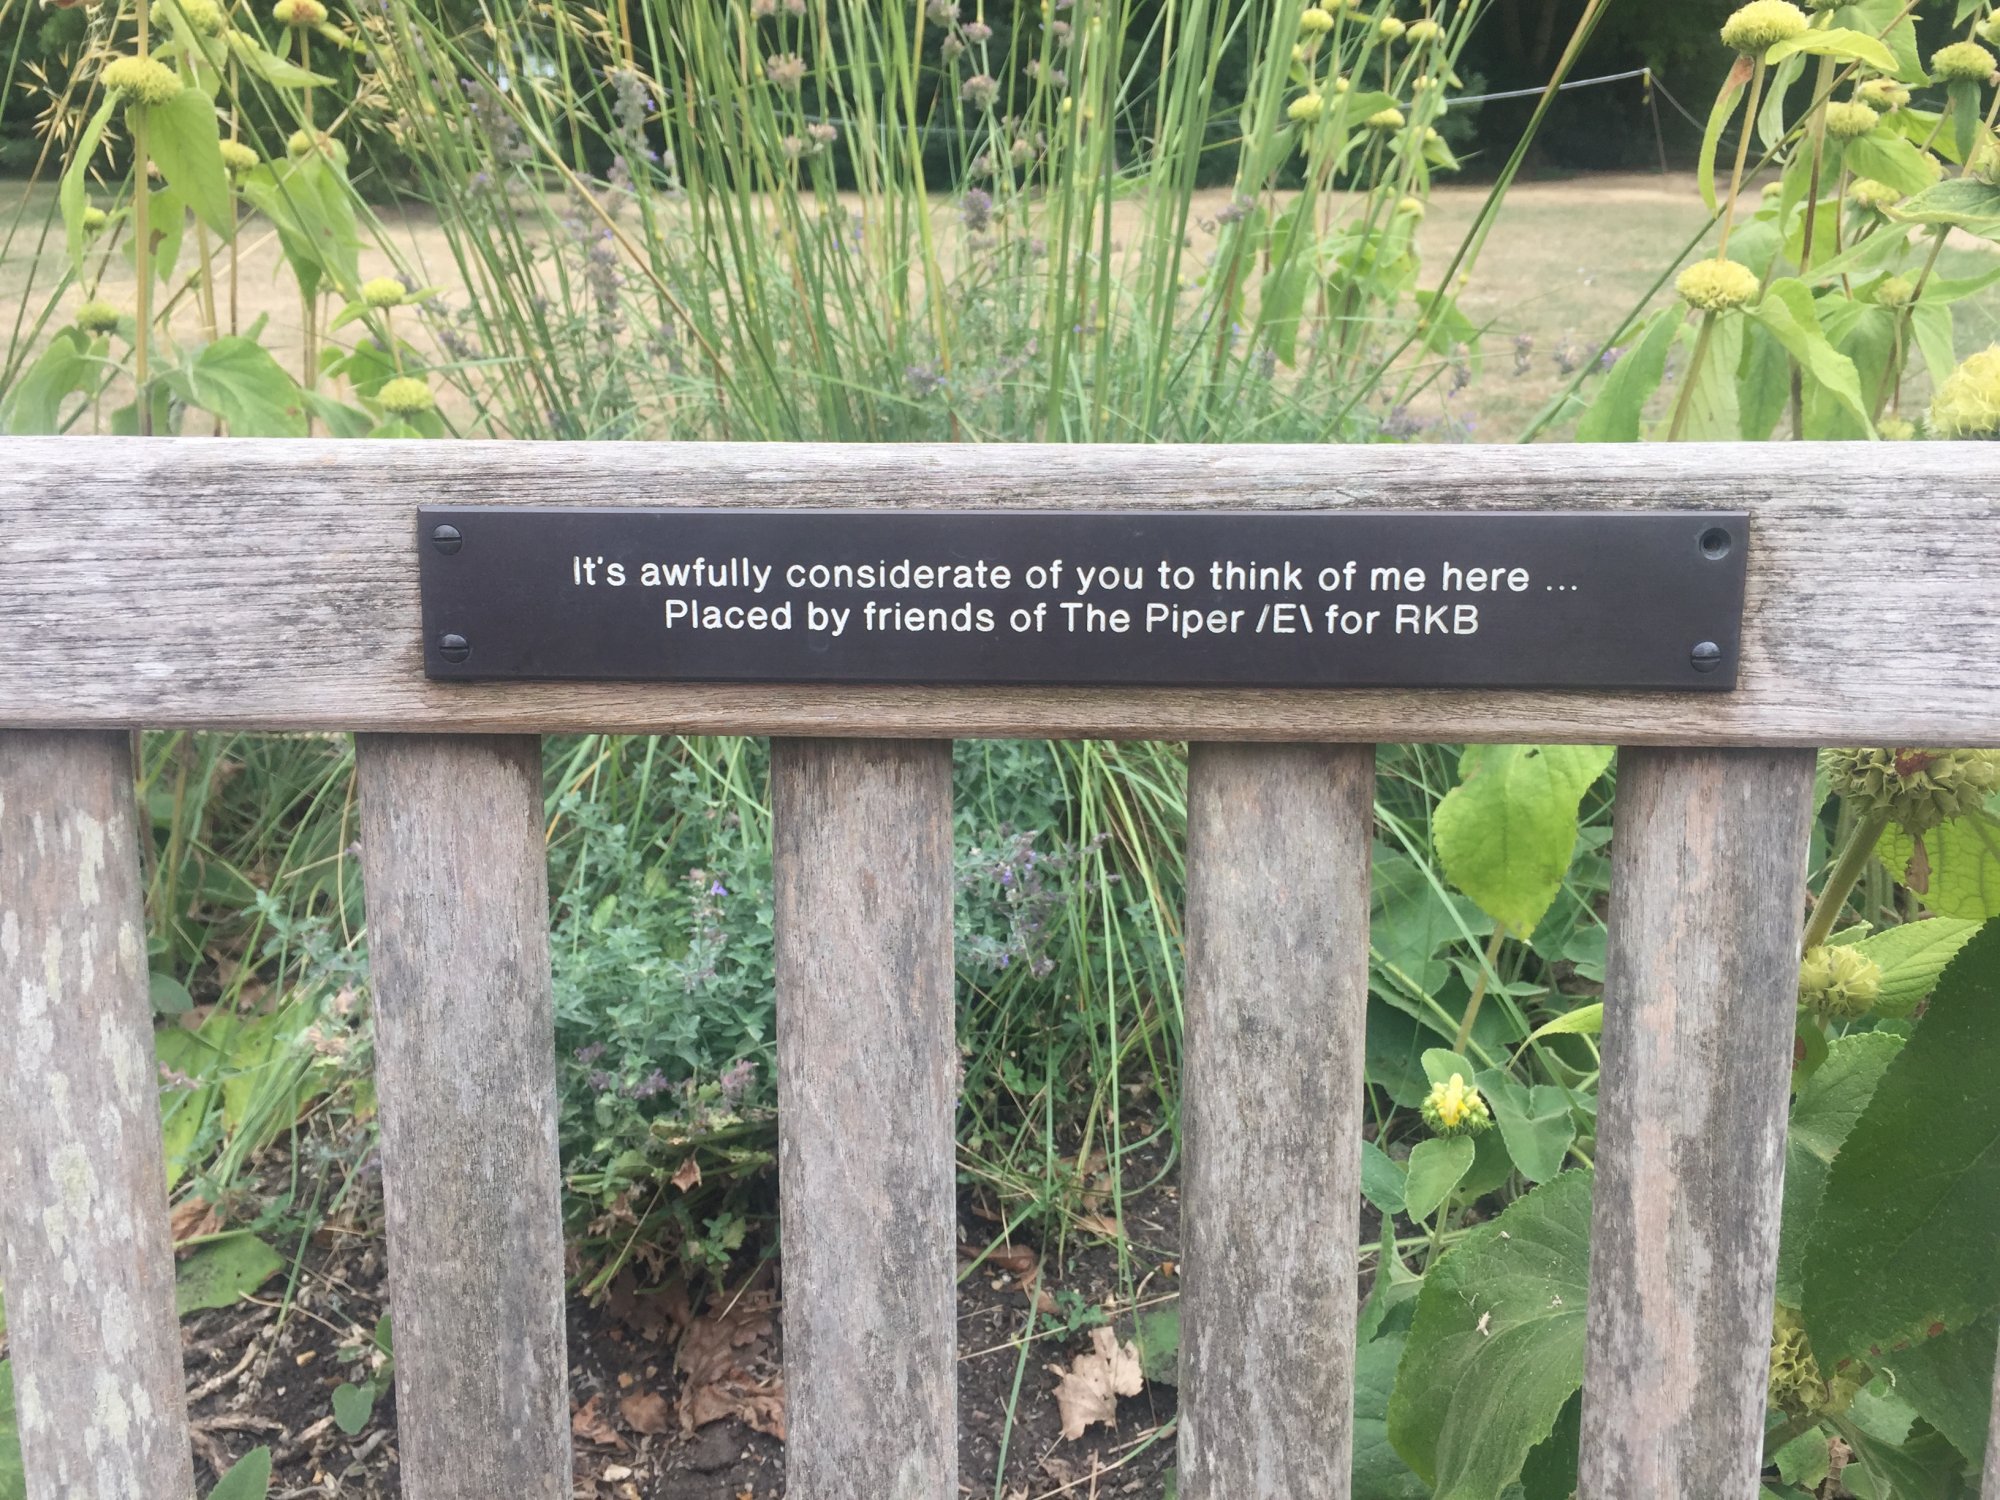 It's awfully considerate of you to think of me here ...
Placed by friends of The Piper /E\ for RKB